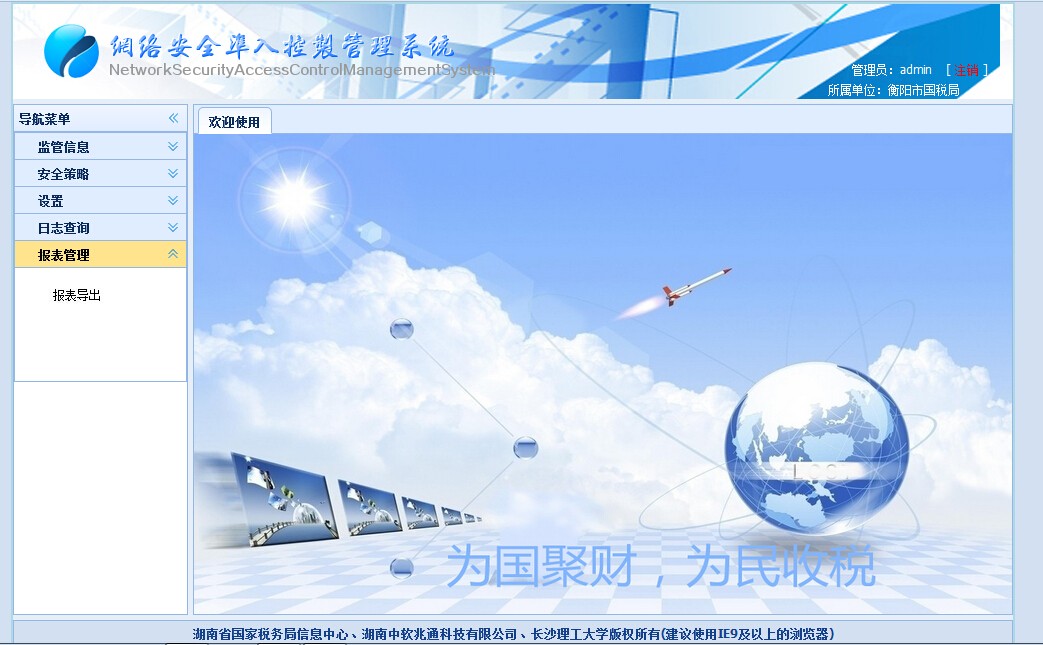 網络安全準入控製管理系统
NetworkSecurityAccessControlManagementSystem
管理员：admin [ 注销 ]
所属单位：衡阳市国税局
导航菜单
欢迎使用
监管信息
安全策略
设置
日志查询
报表管理
报表导出
为国聚财，为民收税
湖南省国家税务局信息中心、湖南中软兆通科技有限公司、长沙理工大学版权所有(建议使用IE9及以上的浏览器)